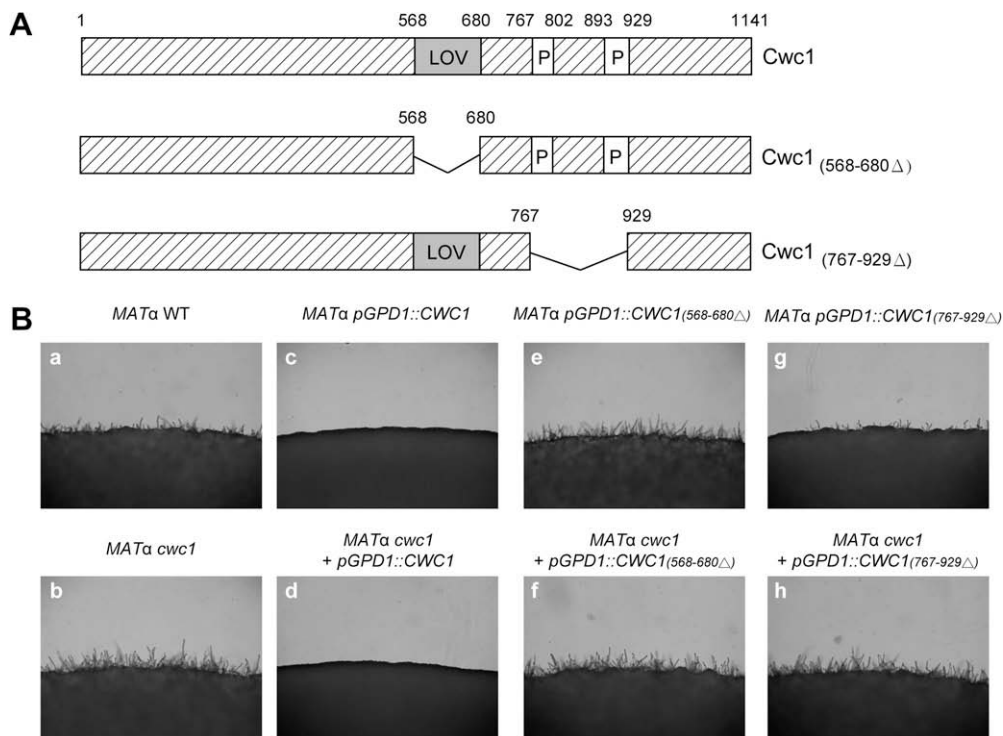 A
1 568 680 767 802 893 929 1141
LOV P P Cwc1
568 680
P P Cwc1 (568-680Δ)
767 929
LOV Cwc1 (767-929Δ)
B
MATα WT MATα pGPD1::CWC1 MATα pGPD1::CWC1(568-680△) MATα pGPD1::CWC1(767-929△)
a c e g
MATα cwc1 MATα cwc1 MATα cwc1 MATα cwc1
+ pGPD1::CWC1 + pGPD1::CWC1(568-680△) + pGPD1::CWC1(767-929△)
b d f h